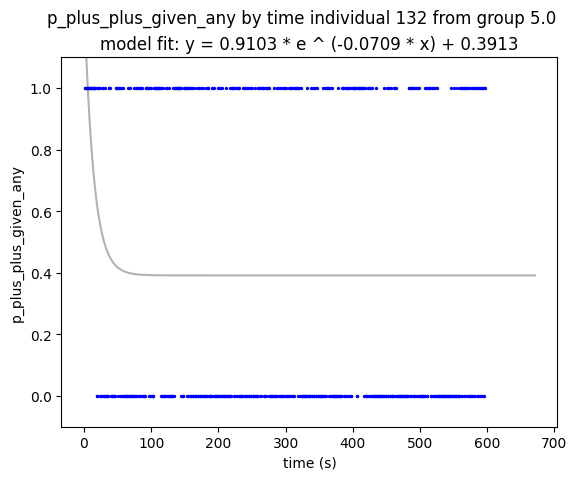 p_plus_plus_given_any by time individual 132 from group 5.0
model fit: y = 0.9103 * e ^ (-0.0709 * x) + 0.3913
1.0
0.8
0.6
0.4
0.2
0.0
p_plus_plus_given_any
0 100 200 300 400 500 600 700
time (s)